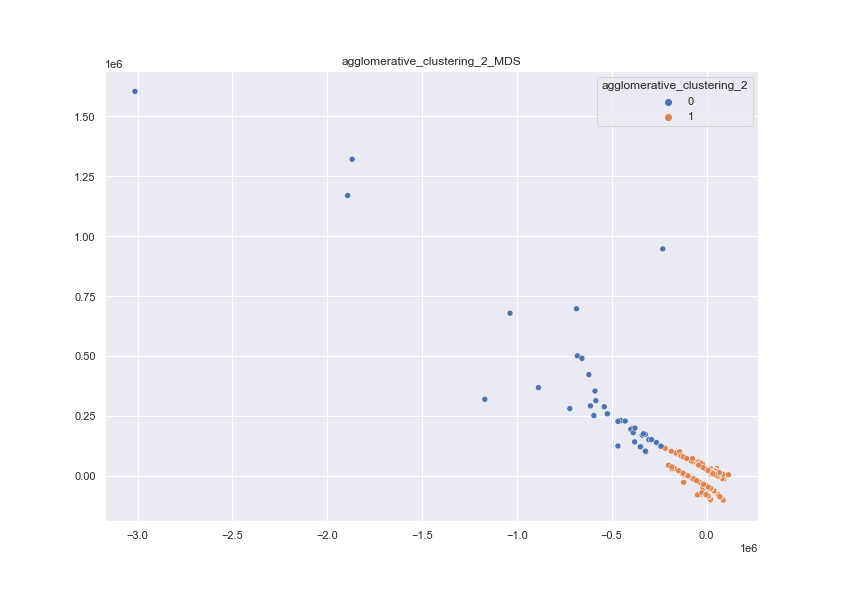 agglomerative_clustering_2_MDS
1e6
agglomerative_clustering_2
0
1
1.50
1.25
1.00
0.75
0.50
0.25
0.00
−3.0 −2.5 −2.0 −1.5 −1.0 −0.5 0.0
1e6